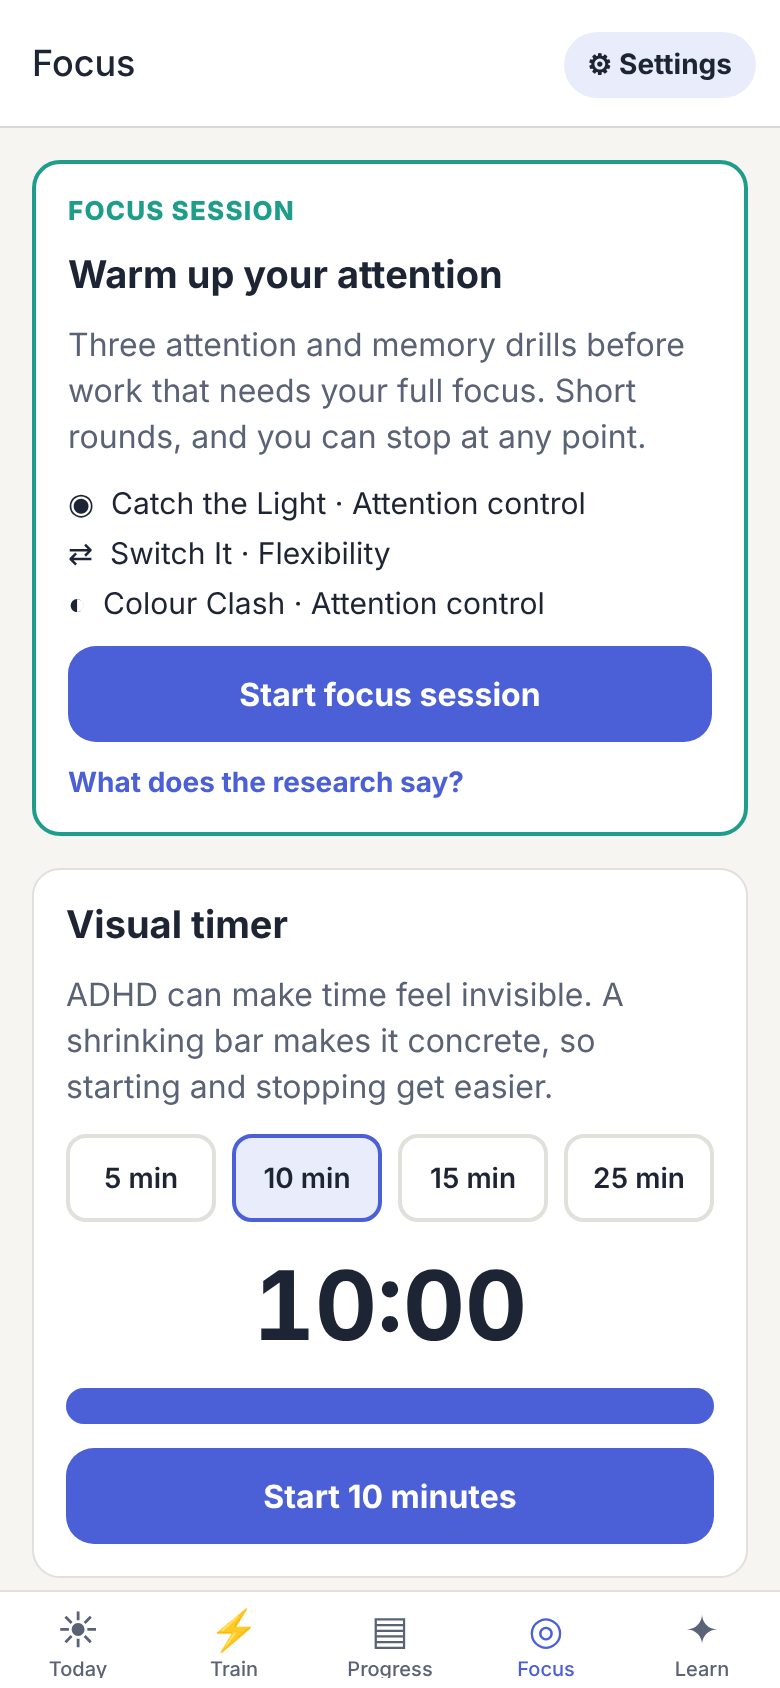 Focus
⚙ Settings
FOCUS SESSION
Warm up your attention
Three attention and memory drills before
work that needs your full focus. Short
rounds, and you can stop at any point.
◉ Catch the Light · Attention control
⇄ Switch It · Flexibility
◐ Colour Clash · Attention control
Start focus session
What does the research say?
Visual timer
ADHD can make time feel invisible. A
shrinking bar makes it concrete, so
starting and stopping get easier.
5 min 10 min 15 min 25 min
10:00
Start 10 minutes
Today Train Progress Focus Learn